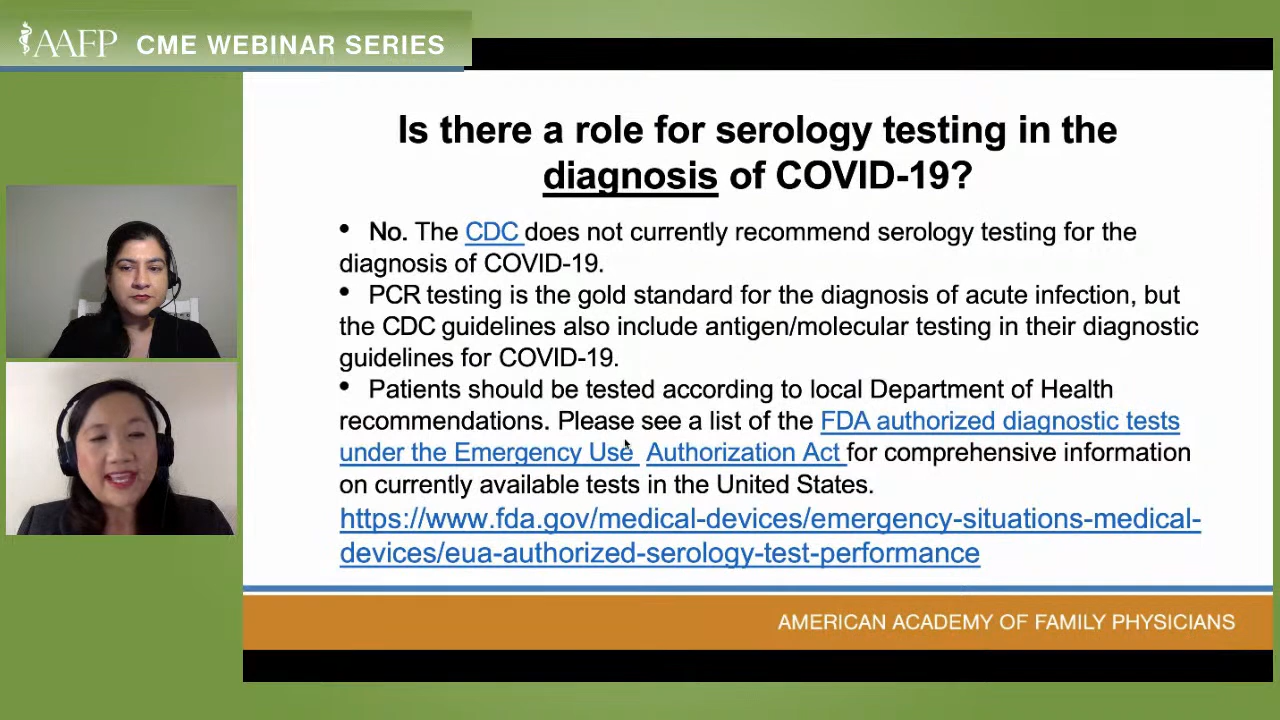 AAFP CME WEBINAR SERIES
Is there a role for serology testing in the
diagnosis of COVID-19?
• No. The CDC does not currently recommend serology testing for the
diagnosis of COVID-19.
• PCR testing is the gold standard for the diagnosis of acute infection, but
the CDC guidelines also include antigen/molecular testing in their diagnostic
guidelines for COVID-19.
• Patients should be tested according to local Department of Health
recommendations. Please see a list of the FDA authorized diagnostic tests
under the Emergency Use Authorization Act for comprehensive information
on currently available tests in the United States.
https://www.fda.gov/medical-devices/emergency-situations-medical-
devices/eua-authorized-serology-test-performance
AMERICAN ACADEMY OF FAMILY PHYSICIANS